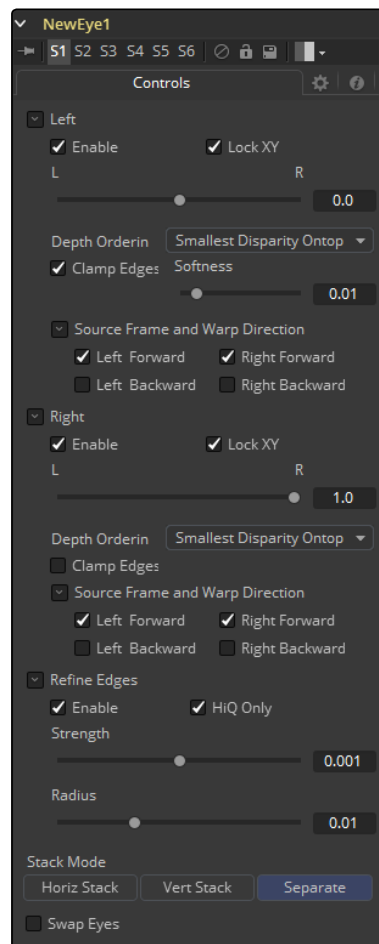 NewEye1
S1 S2 S3 S4 S5 S6
Controls
Left
Enable Lock XY
L R
0.0
Depth Orderin Smallest Disparity Ontop
Clamp Edges Softness
0.01
Source Frame and Warp Direction
Left Forward Right Forward
Left Backward Right Backward
Right
Enable Lock XY
L R
1.0
Depth Orderin Smallest Disparity Ontop
Clamp Edges
Source Frame and Warp Direction
Left Forward Right Forward
Left Backward Right Backward
Refine Edges
Enable HiQ Only
Strength
0.001
Radius
0.01
Stack Mode
Horiz Stack Vert Stack Separate
Swap Eyes